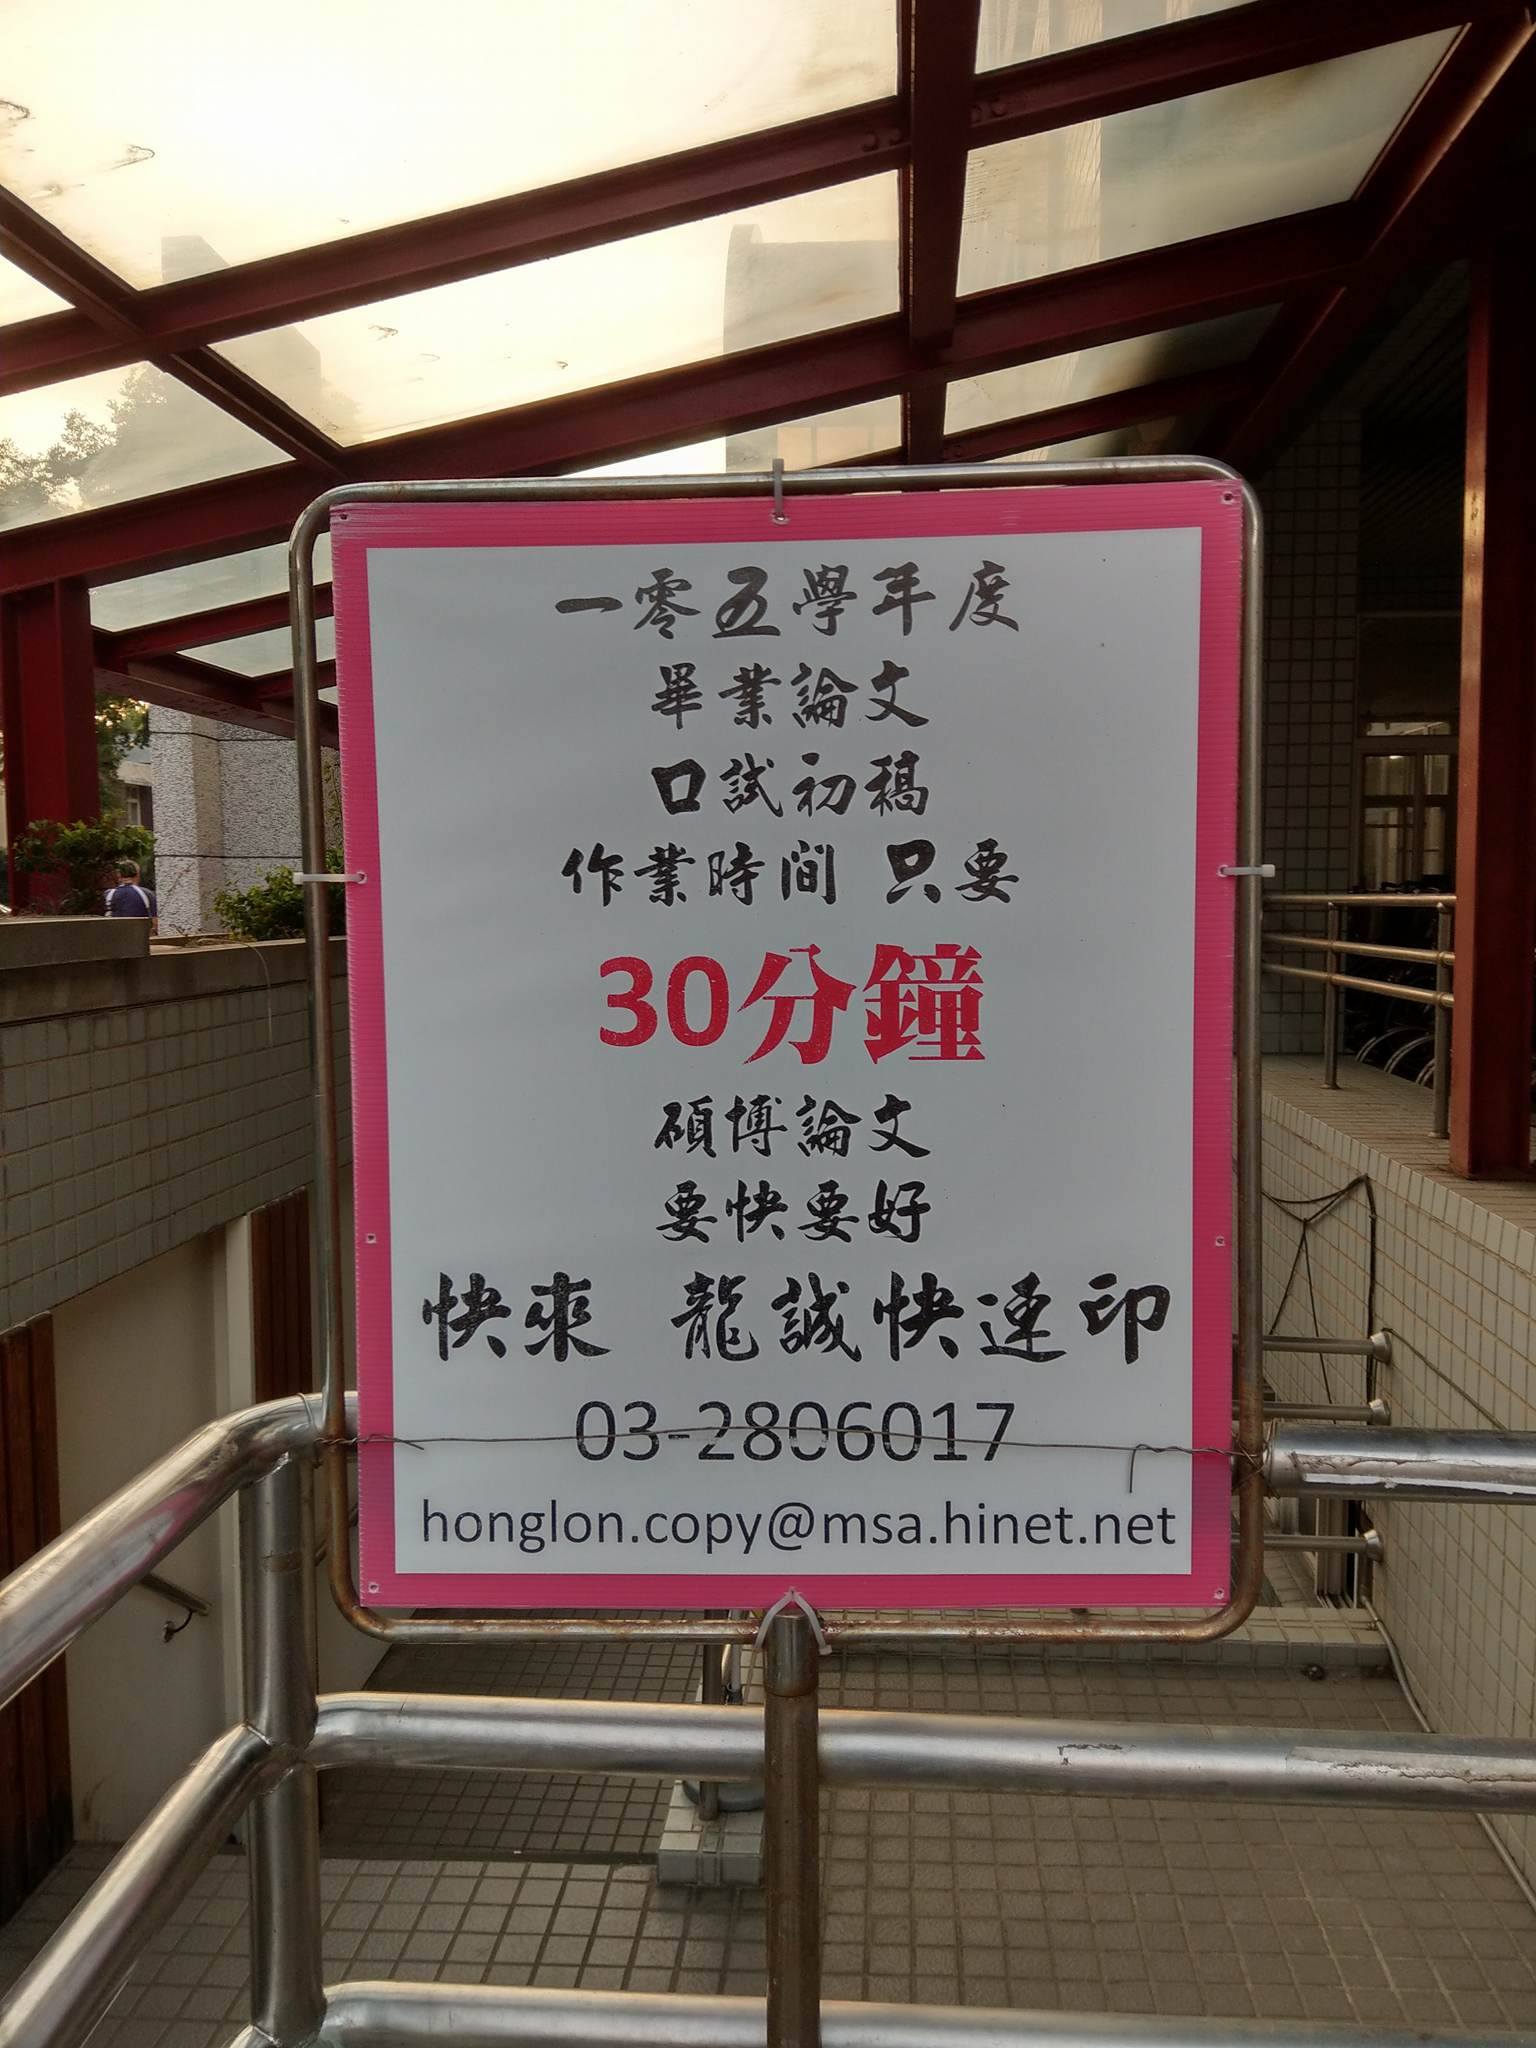 一零五學年度
畢業論文
口試初稿
作業時間 只要
30分鐘
碩博論文
要快要好
快來 龍誠快速印
03-2806017
honglon.copy@msa.hinet.net